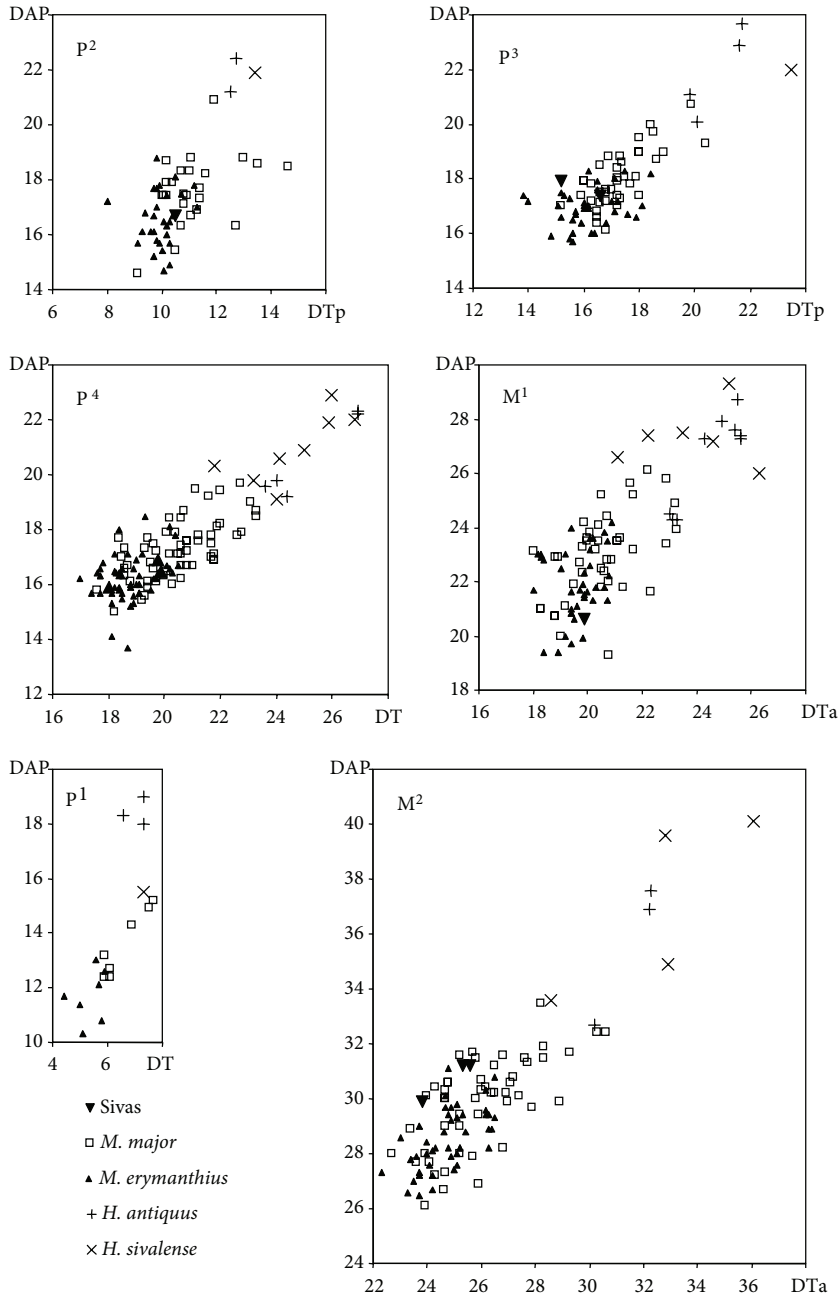 DAP DAP
P² P³
22 22
20 20
18 18
16 16
14 14
6 8 10 12 14 DTp 12 14 16 18 20 22 DTp
DAP DAP
P⁴ M¹
22 28
20 26
18 24
16 22
14 20
12 18
16 18 20 22 24 26 DT 16 18 20 22 24 26 DTa
DAP DAP
P¹ M²
18 40
16 38
14 36
12 34
10 32
4 6 DT 30
28
26
24
22 24 26 28 30 32 34 36 DTa
Sivas
M. major
M. erymanthius
H. antiquus
H. sivalense